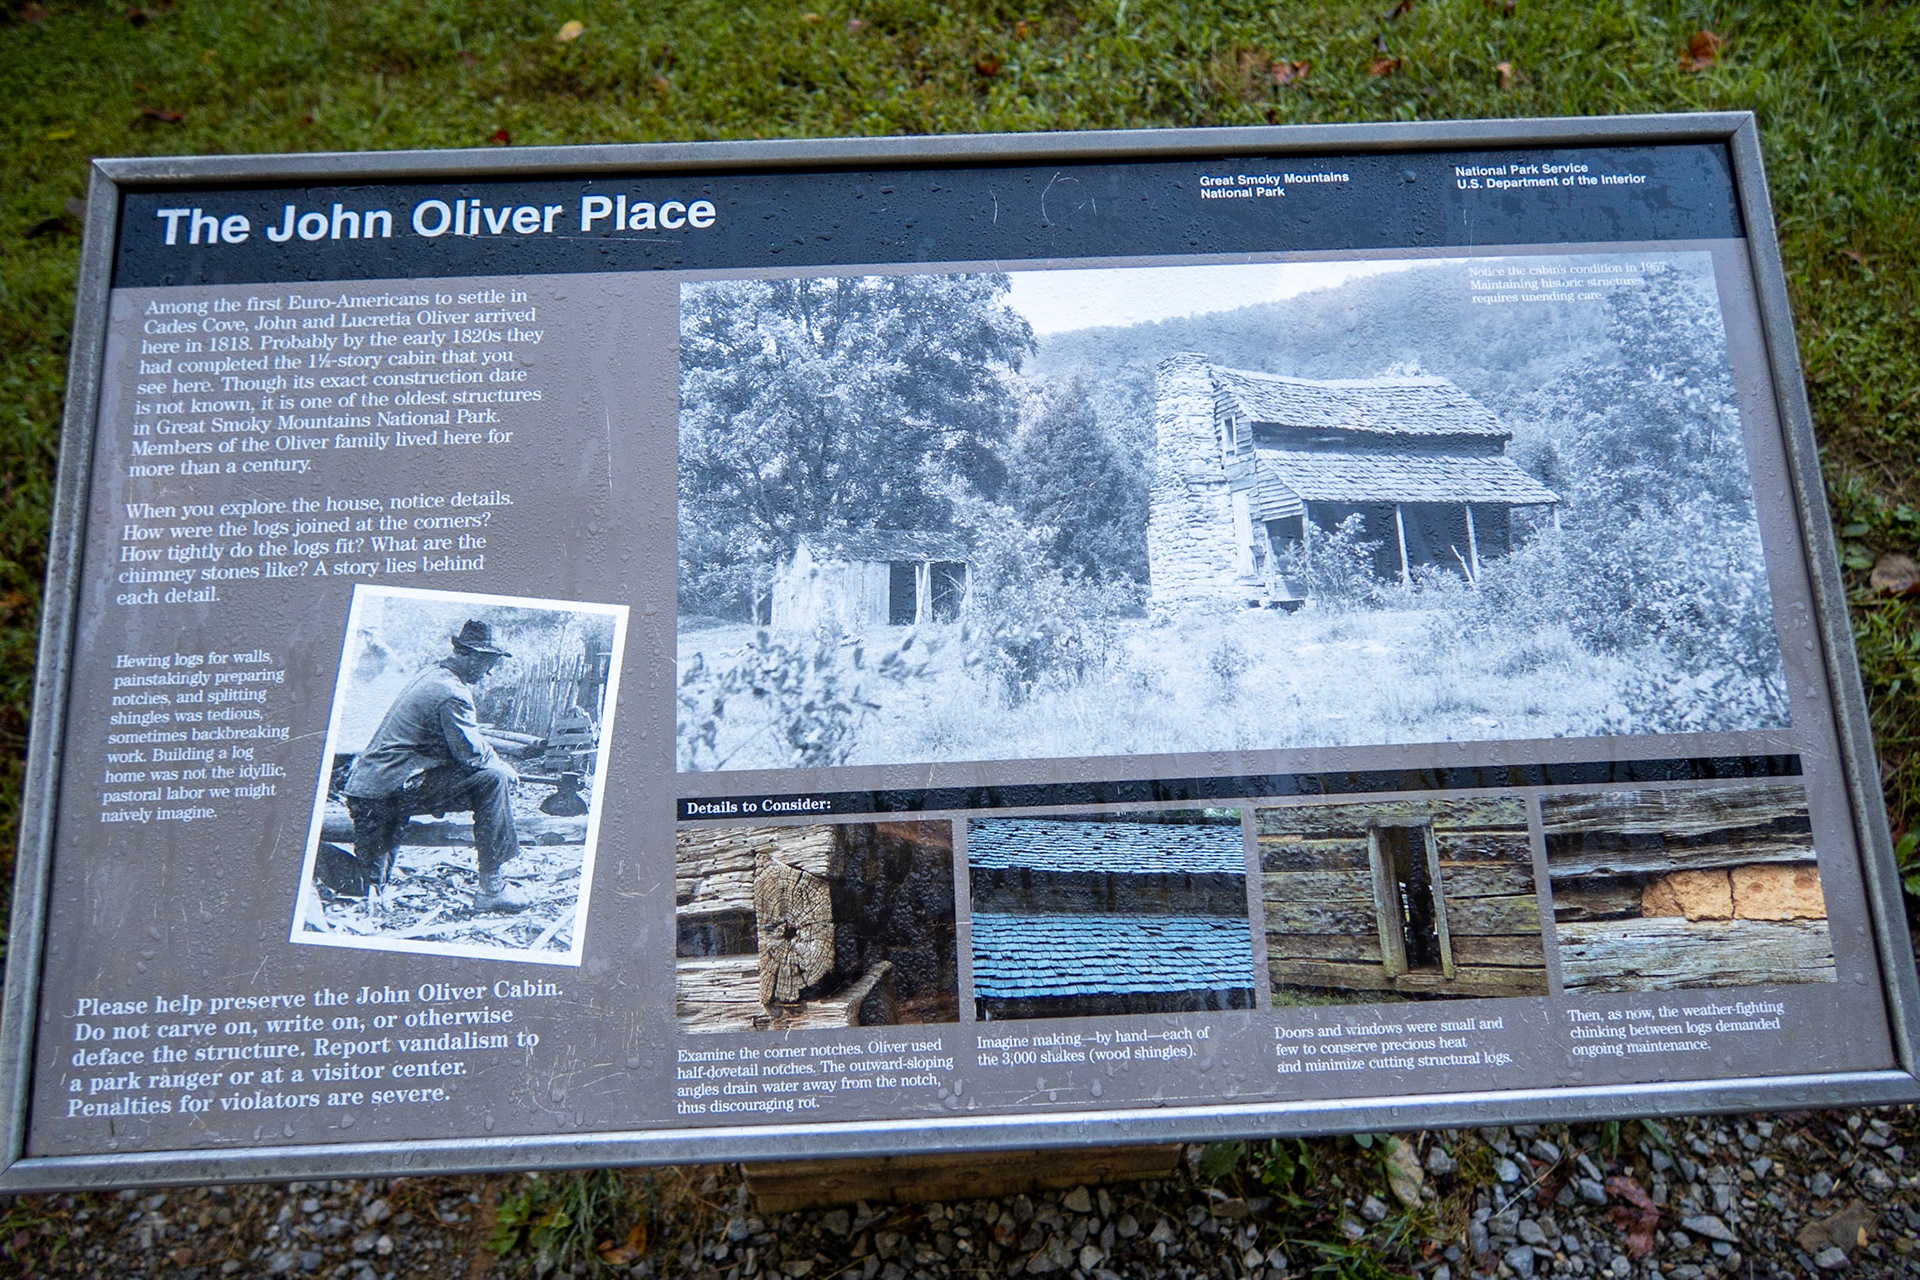 The John Oliver Place
Great Smoky Mountains
National Park
National Park Service
U.S. Department of the Interior
Among the first Euro-Americans to settle in
Cades Cove, John and Lucretia Oliver arrived
here in 1818. Probably by the early 1820s they
had completed the 1½-story cabin that you
see here. Though its exact construction date
is not known, it is one of the oldest structures
in Great Smoky Mountains National Park.
Members of the Oliver family lived here for
more than a century.
When you explore the house, notice details.
How were the logs joined at the corners?
How tightly do the logs fit? What are the
chimney stones like? A story lies behind
each detail.
Hewing logs for walls,
painstakingly preparing
notches, and splitting
shingles was tedious,
sometimes backbreaking
work. Building a log
home was not the idyllic,
pastoral labor we might
naively imagine.
Please help preserve the John Oliver Cabin.
Do not carve on, write on, or otherwise
deface the structure. Report vandalism to
a park ranger or at a visitor center.
Penalties for violators are severe.
Notice the cabin's condition in 1957.
Maintaining historic structures
requires unending care.
Details to Consider:
Examine the corner notches. Oliver used
half-dovetail notches. The outward-sloping
angles drain water away from the notch,
thus discouraging rot.
Imagine making—by hand—each of
the 3,000 shakes (wood shingles).
Doors and windows were small and
few to conserve precious heat
and minimize cutting structural logs.
Then, as now, the weather-fighting
chinking between logs demanded
ongoing maintenance.